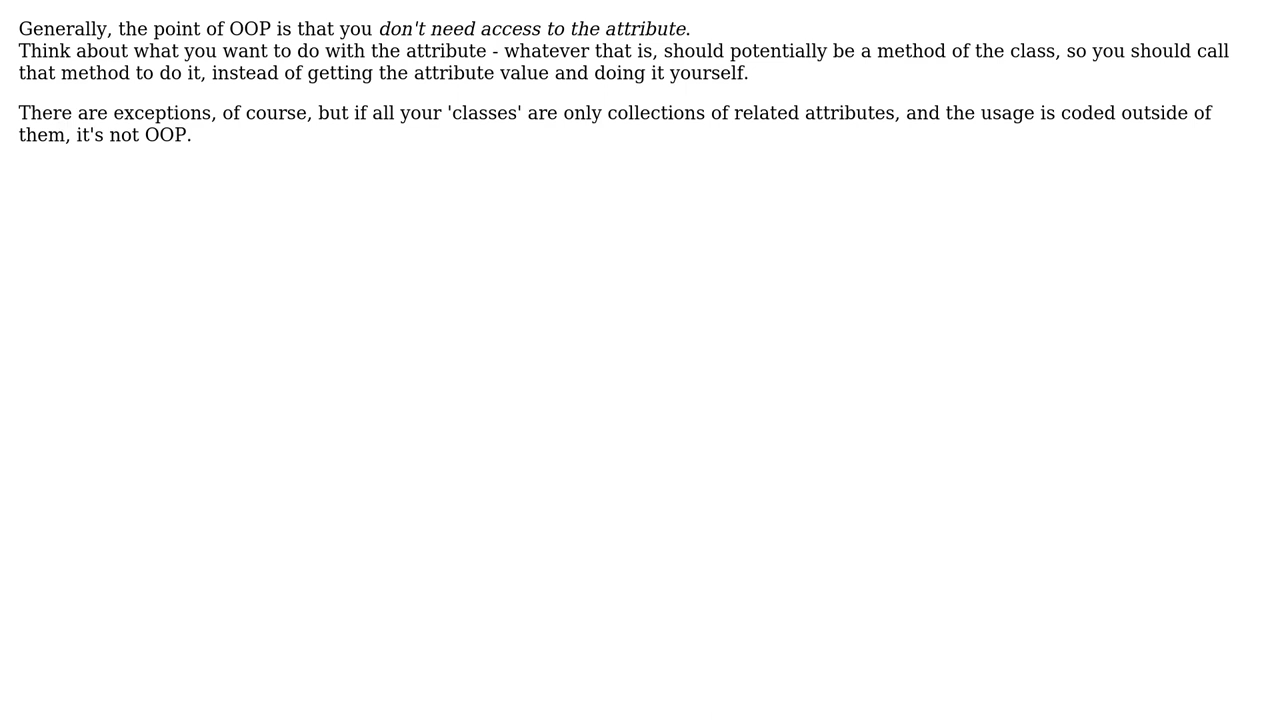 Generally, the point of OOP is that you don't need access to the attribute.
Think about what you want to do with the attribute - whatever that is, should potentially be a method of the class, so you should call
that method to do it, instead of getting the attribute value and doing it yourself.
There are exceptions, of course, but if all your 'classes' are only collections of related attributes, and the usage is coded outside of
them, it's not OOP.